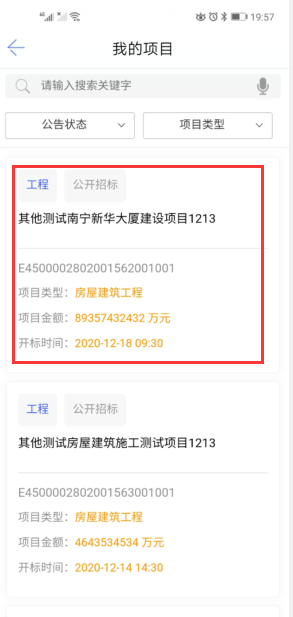 19:57
我的项目
请输入搜索关键字
公告状态 项目类型
工程 公开招标
其他测试南宁新华大厦建设项目1213
E4500002802001562001001
项目类型：房屋建筑工程
项目金额：89357432432 万元
开标时间：2020-12-18 09:30
工程 公开招标
其他测试房屋建筑施工测试项目1213
E4500002802001563001001
项目类型：房屋建筑工程
项目金额：4643534534 万元
开标时间：2020-12-14 14:30